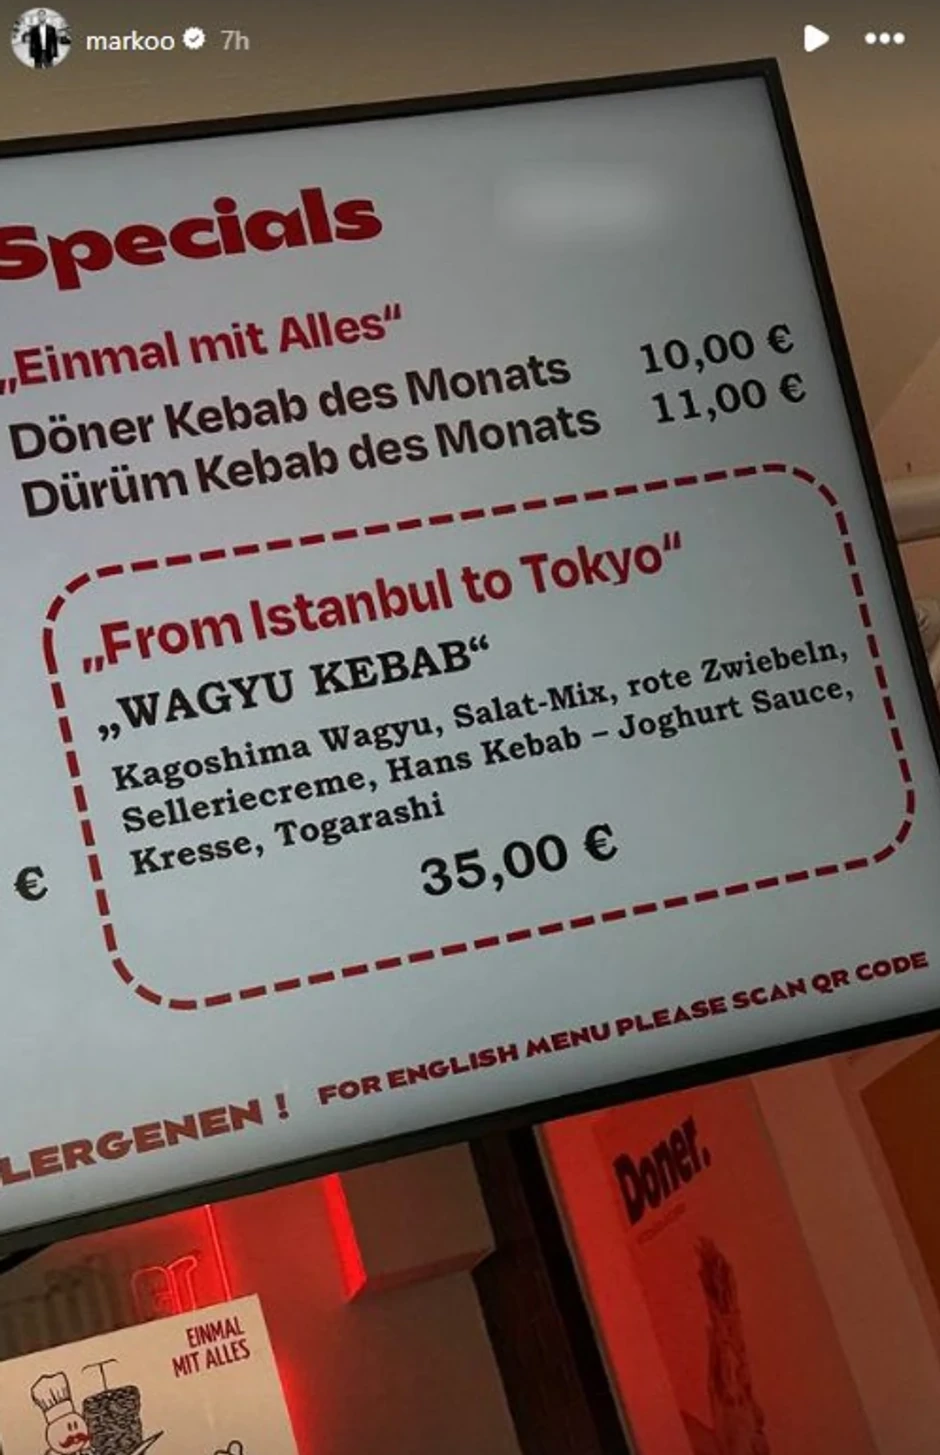 markoo 7h
Specials
„Einmal mit Alles“
Döner Kebab des Monats 10,00 €
Dürüm Kebab des Monats 11,00 €
„From Istanbul to Tokyo“
„WAGYU KEBAB“
Kagoshima Wagyu, Salat-Mix, rote Zwiebeln,
Selleriecreme, Hans Kebab – Joghurt Sauce,
Kresse, Togarashi
35,00 €
€
LERGENEN ! FOR ENGLISH MENU PLEASE SCAN QR CODE
Doner.
EINMAL
MIT ALLES